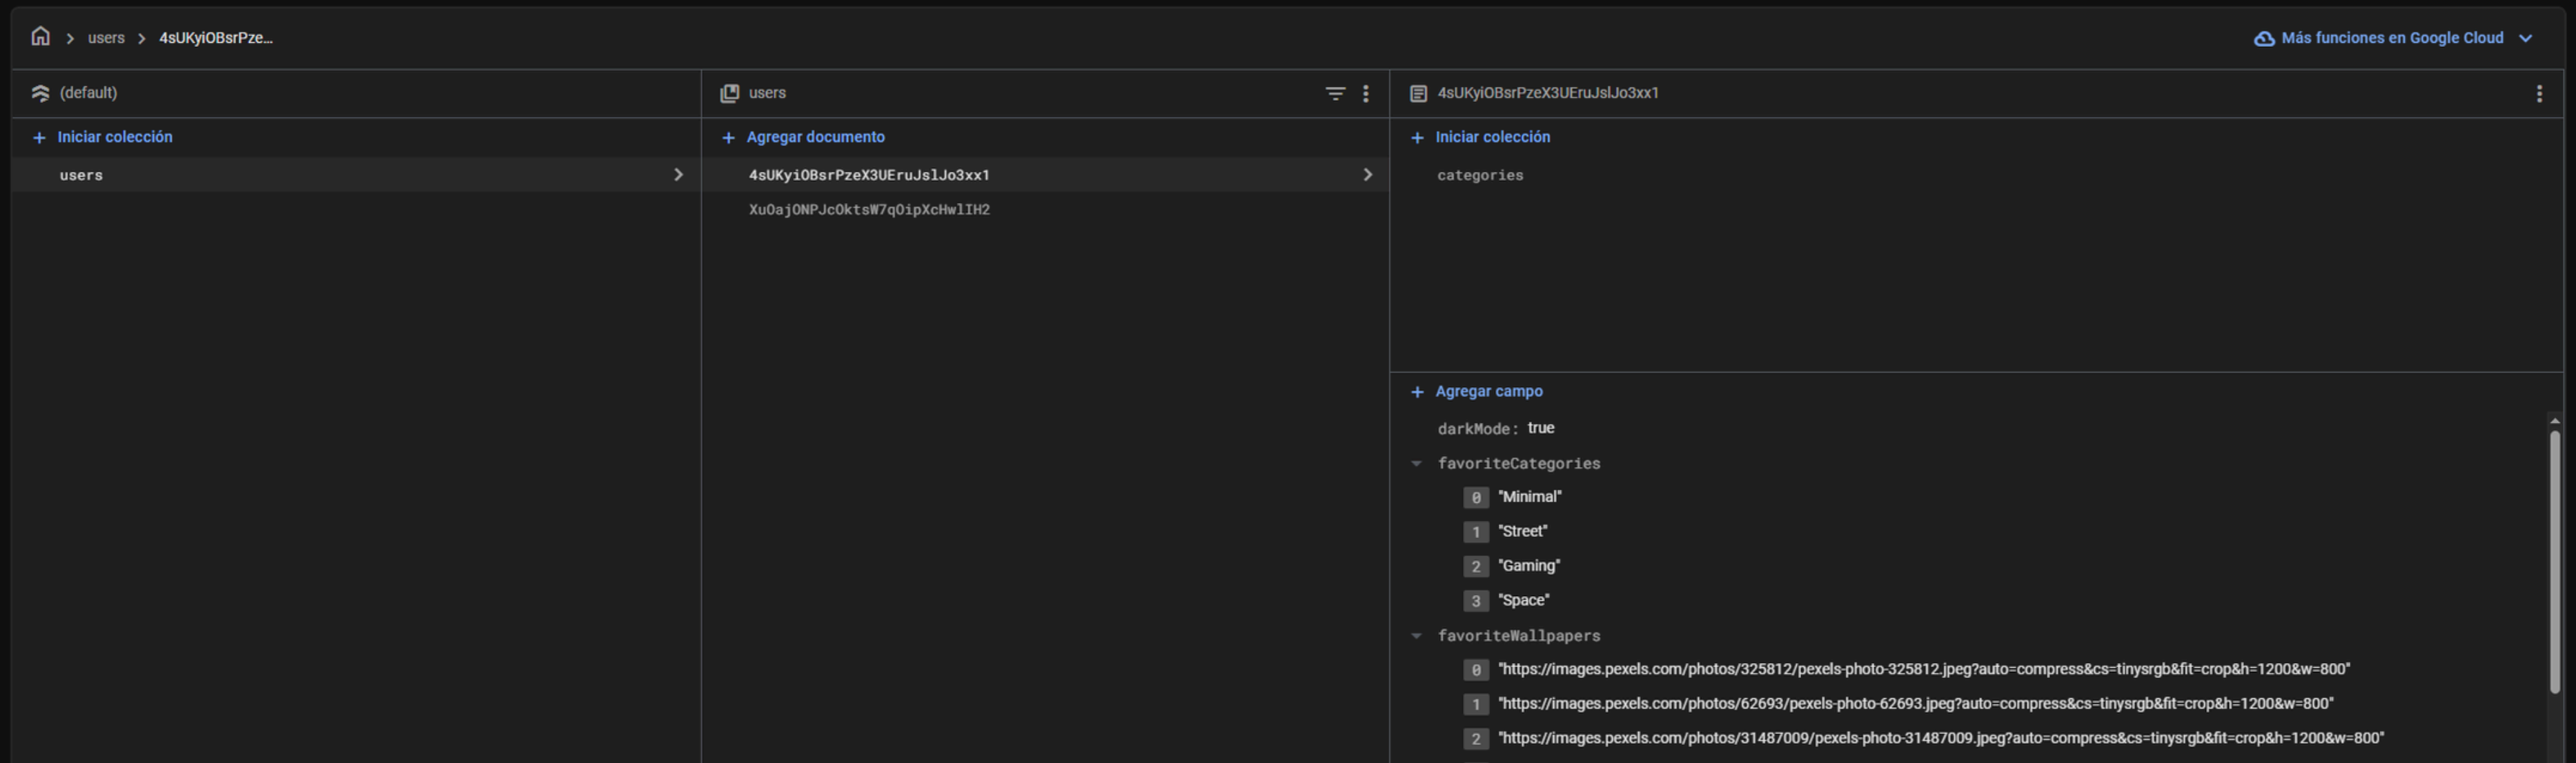 users 4sUKyiOBsrPze...
Más funciones en Google Cloud
(default)
Iniciar colección
users
users
Agregar documento
4sUKyiOBsrPzeX3UEruJslJo3xx1
XuOajONPJcOktsW7qOipXcHwlIH2
4sUKyiOBsrPzeX3UEruJslJo3xx1
Iniciar colección
categories
Agregar campo
darkMode: true
favoriteCategories
0 "Minimal"
1 "Street"
2 "Gaming"
3 "Space"
favoriteWallpapers
0 "https://images.pexels.com/photos/325812/pexels-photo-325812.jpeg?auto=compress&cs=tinysrgb&fit=crop&h=1200&w=800"
1 "https://images.pexels.com/photos/62693/pexels-photo-62693.jpeg?auto=compress&cs=tinysrgb&fit=crop&h=1200&w=800"
2 "https://images.pexels.com/photos/31487009/pexels-photo-31487009.jpeg?auto=compress&cs=tinysrgb&fit=crop&h=1200&w=800"